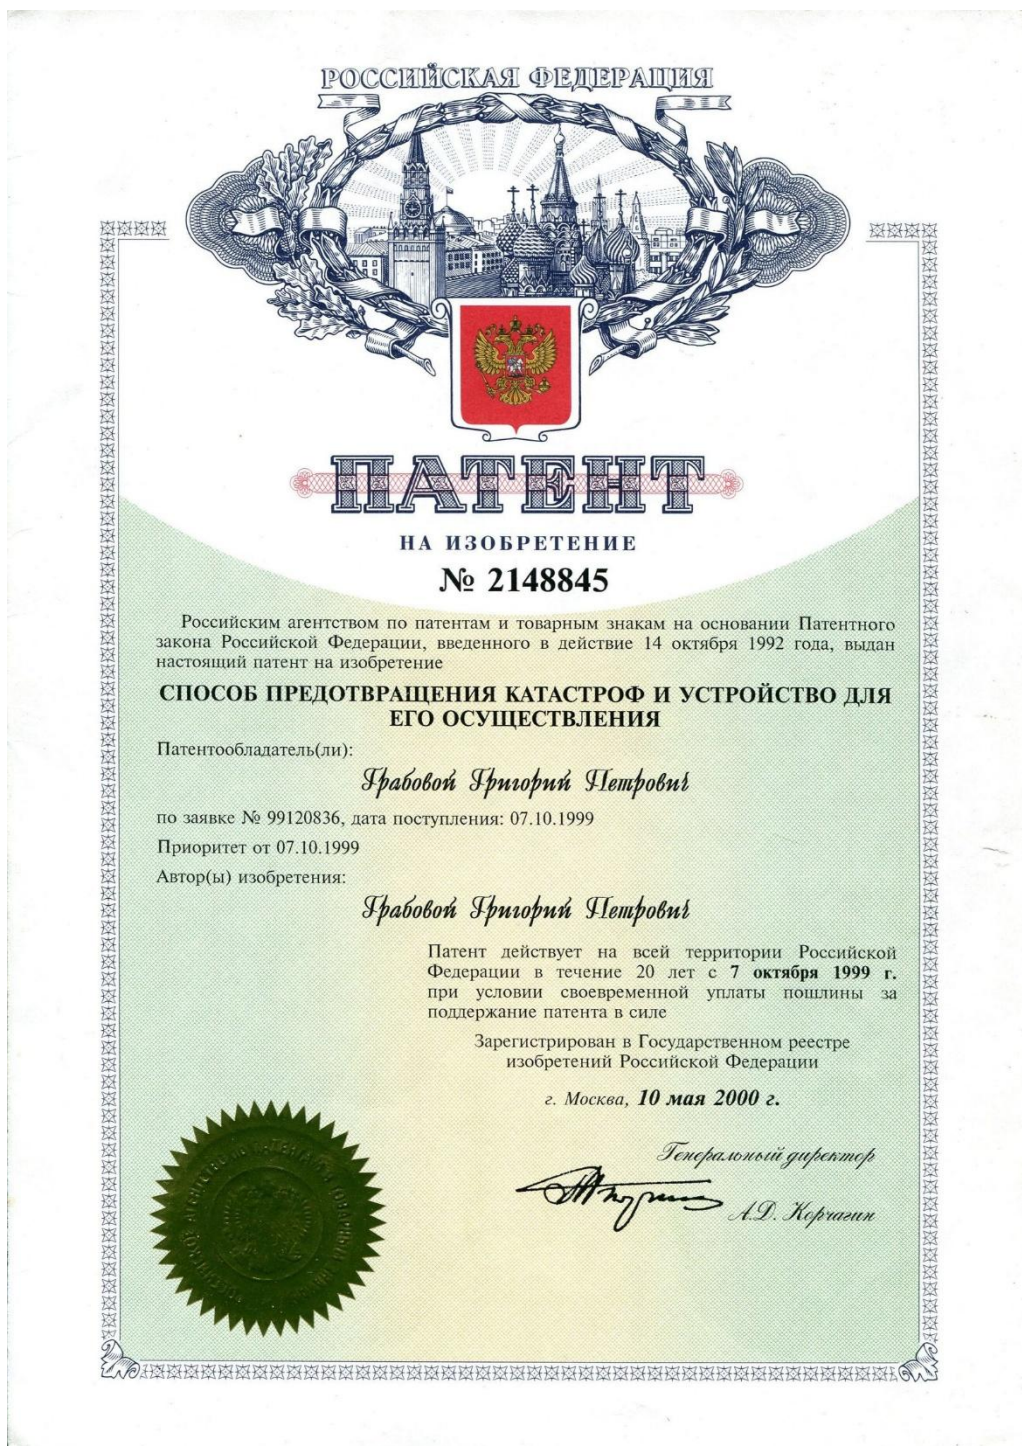 РОССИЙСКАЯ ФЕДЕРАЦИЯ
ПАТЕНТ
НА ИЗОБРЕТЕНИЕ
№ 2148845
Российским агентством по патентам и товарным знакам на основании Патентного
закона Российской Федерации, введенного в действие 14 октября 1992 года, выдан
настоящий патент на изобретение
СПОСОБ ПРЕДОТВРАЩЕНИЯ КАТАСТРОФ И УСТРОЙСТВО ДЛЯ
ЕГО ОСУЩЕСТВЛЕНИЯ
Патентообладатель(ли):
Грабовой Григорий Петрович
по заявке № 99120836, дата поступления: 07.10.1999
Приоритет от 07.10.1999
Автор(ы) изобретения:
Грабовой Григорий Петрович
Патент действует на всей территории Российской
Федерации в течение 20 лет с 7 октября 1999 г.
при условии своевременной уплаты пошлины за
поддержание патента в силе
Зарегистрирован в Государственном реестре
изобретений Российской Федерации
г. Москва, 10 мая 2000 г.
Генеральный директор
А.Д. Корчагин